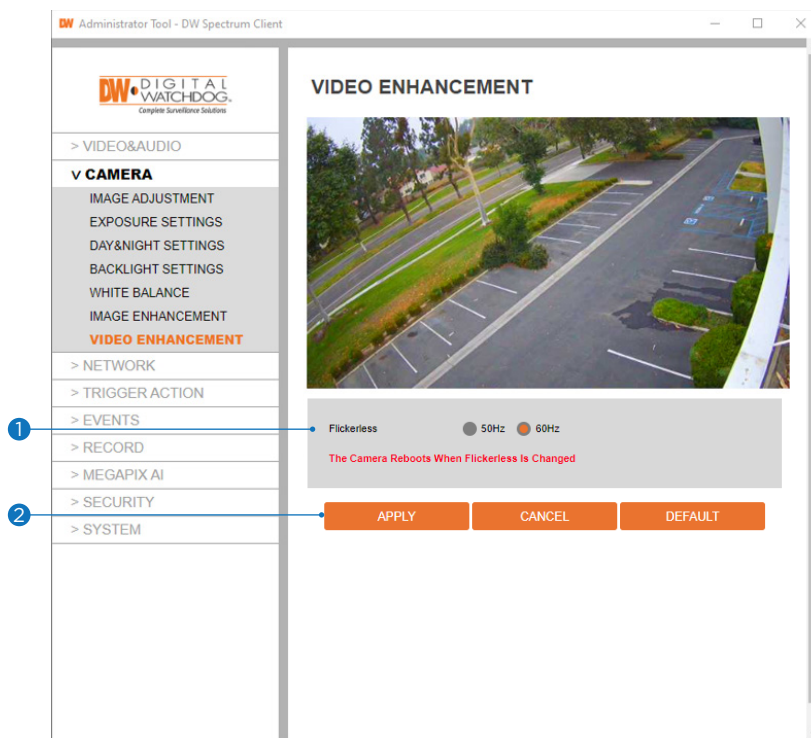 DW Administrator Tool - DW Spectrum Client
DW DIGITAL
WATCHDOG®
Complete Surveillance Solutions
VIDEO ENHANCEMENT
> VIDEO&AUDIO
v CAMERA
IMAGE ADJUSTMENT
EXPOSURE SETTINGS
DAY&NIGHT SETTINGS
BACKLIGHT SETTINGS
WHITE BALANCE
IMAGE ENHANCEMENT
VIDEO ENHANCEMENT
> NETWORK
> TRIGGER ACTION
> EVENTS
> RECORD
> MEGAPIX AI
> SECURITY
> SYSTEM
1
Flickerless 50Hz 60Hz
The Camera Reboots When Flickerless Is Changed
2
APPLY CANCEL DEFAULT